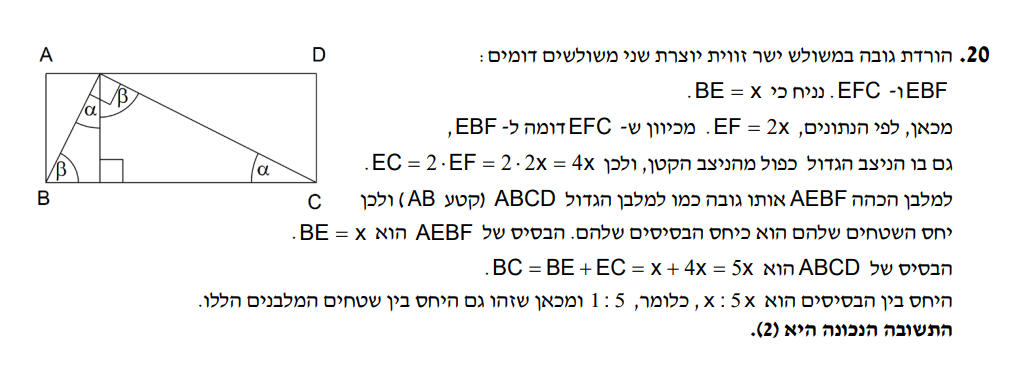 20. הורדת גובה במשולש ישר זווית יוצרת שני משולשים דומים:
EBF ו- EFC. נניח כי BE = x.
מכאן, לפי הנתונים, EF = 2x. מכיוון ש- EFC דומה ל- EBF,
גם בו הניצב הגדול כפול מהניצב הקטן, ולכן EC = 2 · EF = 2 · 2x = 4x.
למלבן הכהה AEBF אותו גובה כמו למלבן הגדול ABCD (קטע AB) ולכן
יחס השטחים שלהם הוא כיחס הבסיסים שלהם. הבסיס של AEBF הוא BE = x.
הבסיס של ABCD הוא BC = BE + EC = x + 4x = 5x.
היחס בין הבסיסים הוא x : 5x, כלומר, 1 : 5 ומכאן שזהו גם היחס בין שטחים המלבנים הללו.
התשובה הנכונה היא (2).
A
D
α
β
β
α
B
C